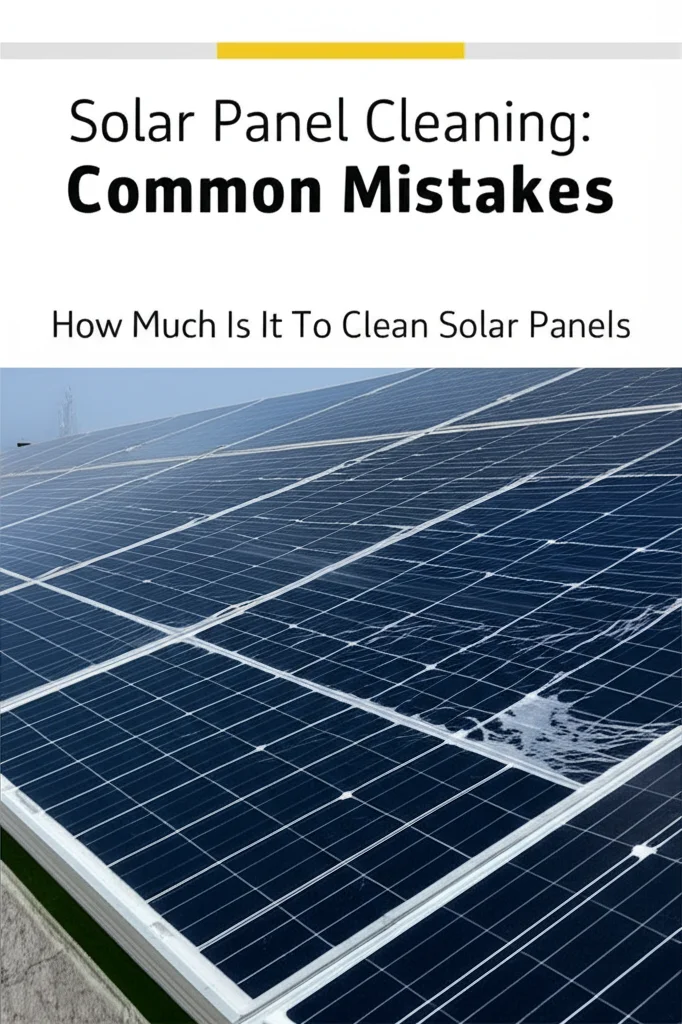 Solar Panel Cleaning:
Common Mistakes
How Much Is It To Clean Solar Panels